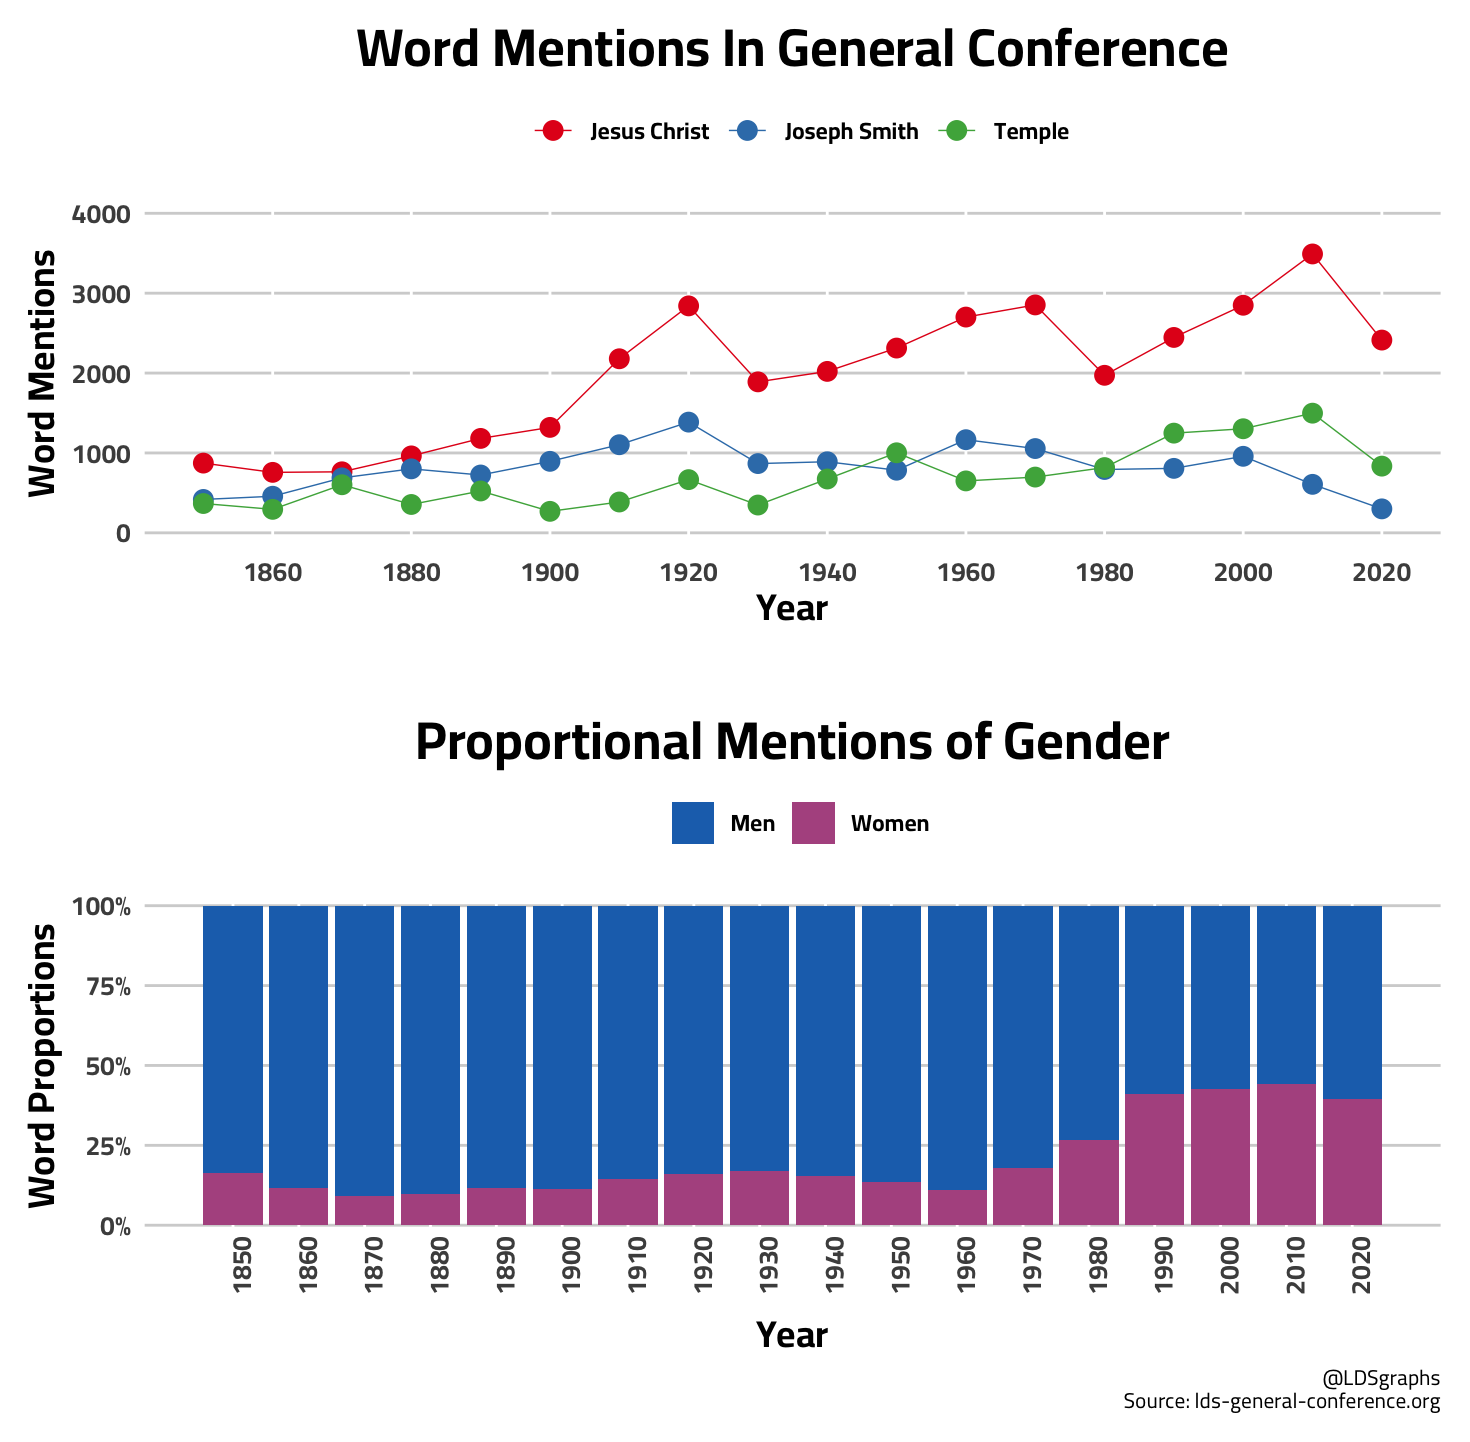 Word Mentions In General Conference
Jesus Christ Joseph Smith Temple
Word Mentions
4000
3000
2000
1000
0
1860 1880 1900 1920 1940 1960 1980 2000 2020
Year
Proportional Mentions of Gender
Men Women
Word Proportions
100%
75%
50%
25%
0%
1850 1860 1870 1880 1890 1900 1910 1920 1930 1940 1950 1960 1970 1980 1990 2000 2010 2020
Year
@LDSgraphs
Source: lds-general-conference.org